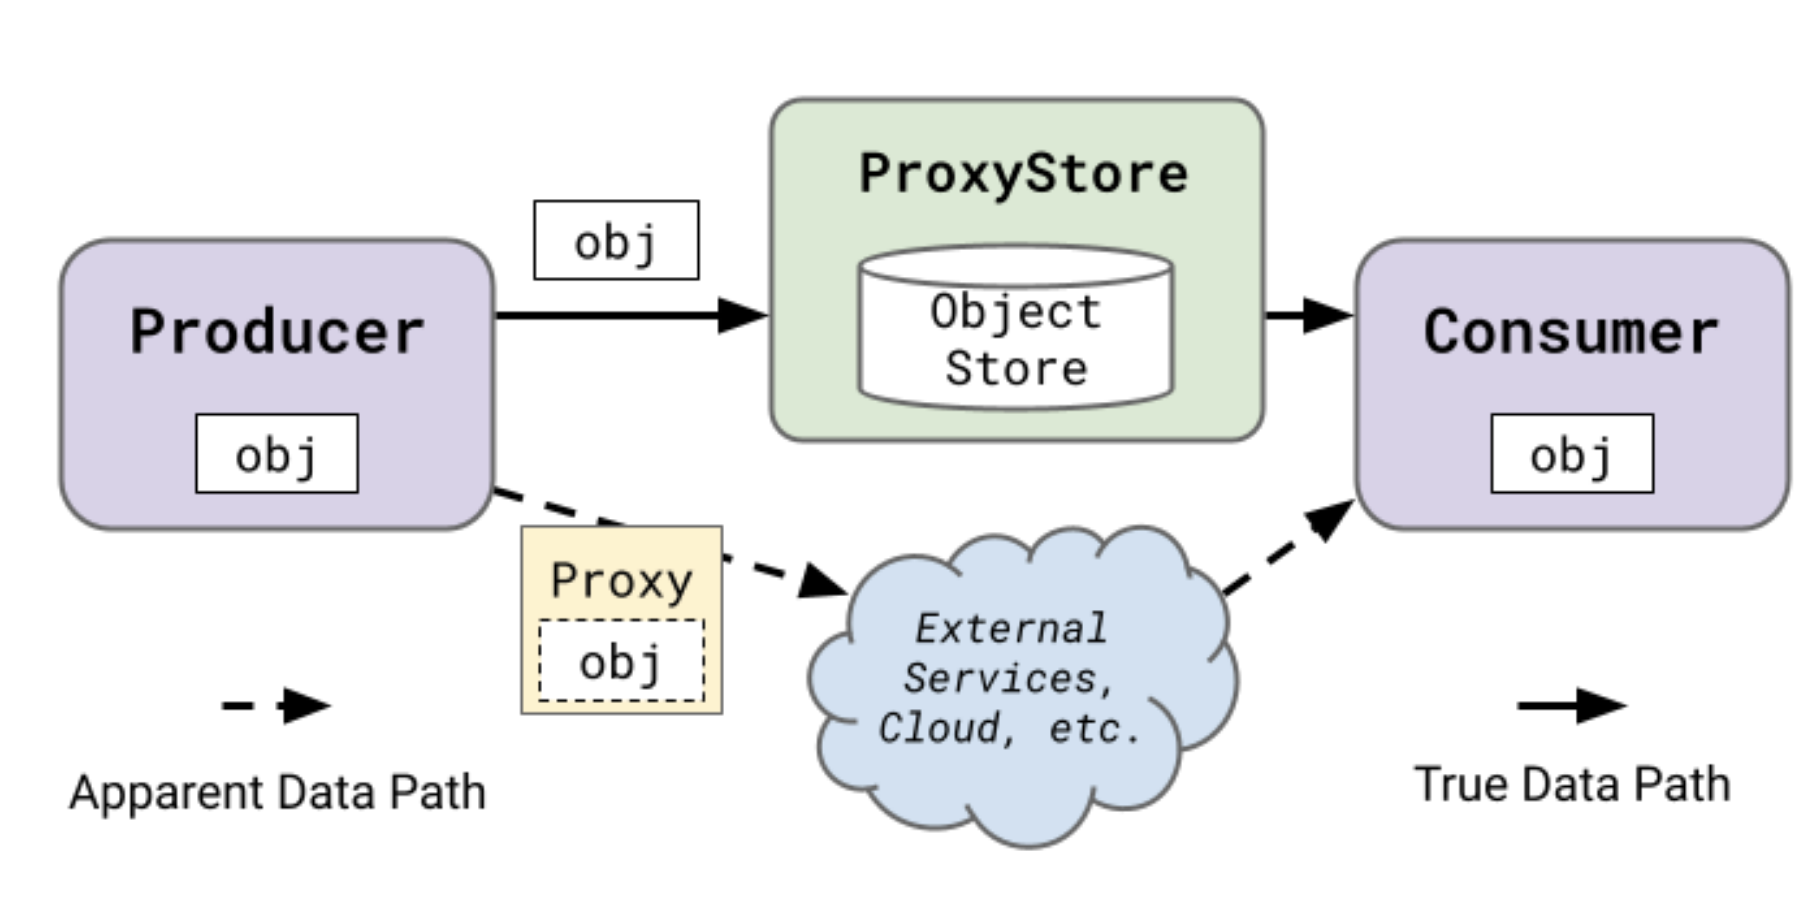 ProxyStore
obj
Producer
Object
Store
Consumer
obj
obj
Proxy
obj
External
Services,
Cloud, etc.
Apparent Data Path
True Data Path